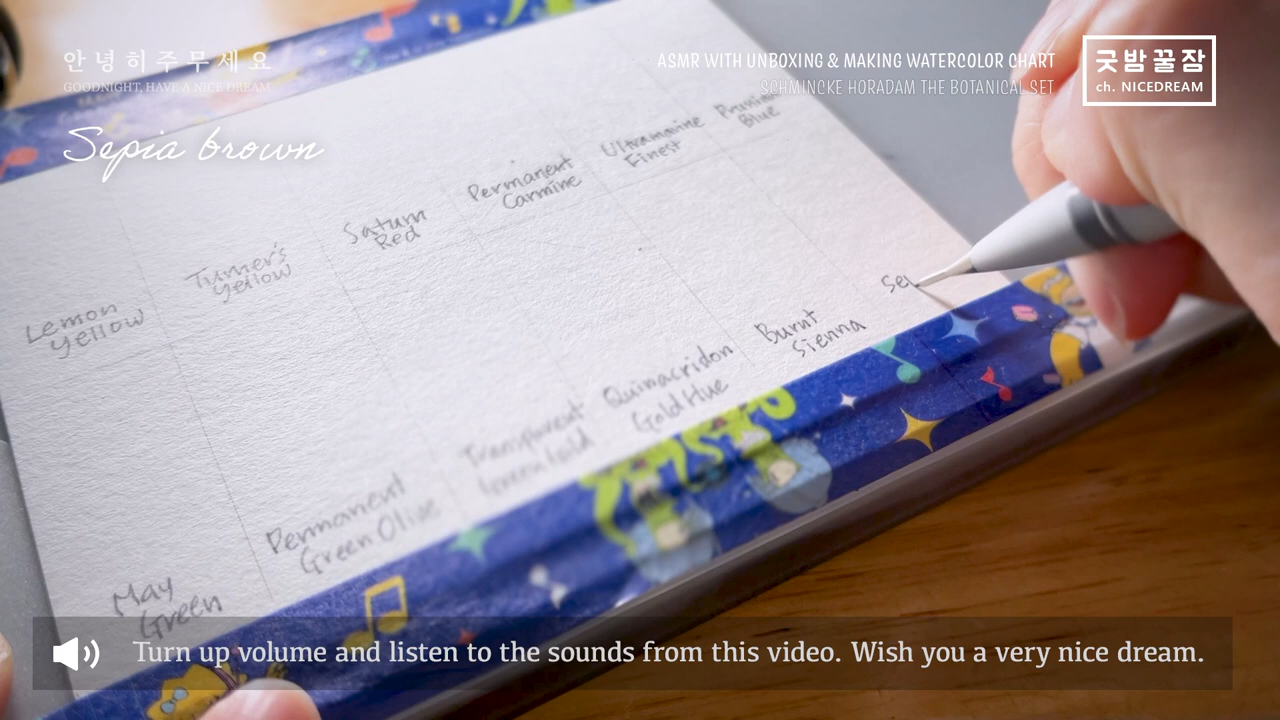 안녕히주무세요
GOODNIGHT, HAVE A NICE DREAM
Sepia brown
ASMR WITH UNBOXING & MAKING WATERCOLOR CHART
SCHMINCKE HORADAM THE BOTANICAL SET
굿밤꿀잠
ch. NICEDREAM
Lemon
yellow
Turner's
yellow
Saturn
Red
Permanent
Carmine
Ultramarine
Finest
Prussian
Blue
May
Green
Permanent
Green Olive
Transparent
Green Gold
Quinacridon
Gold Hue
Burnt
Sienna
Se
Turn up volume and listen to the sounds from this video. Wish you a very nice dream.